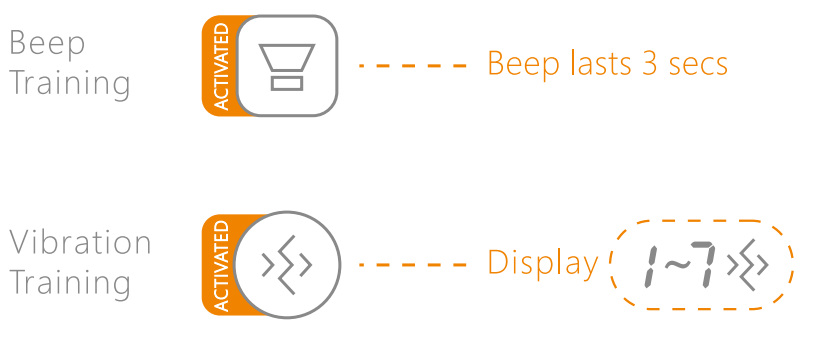 Beep
Training
ACTIVATED
Beep lasts 3 secs
Vibration
Training
ACTIVATED
Display 1~7